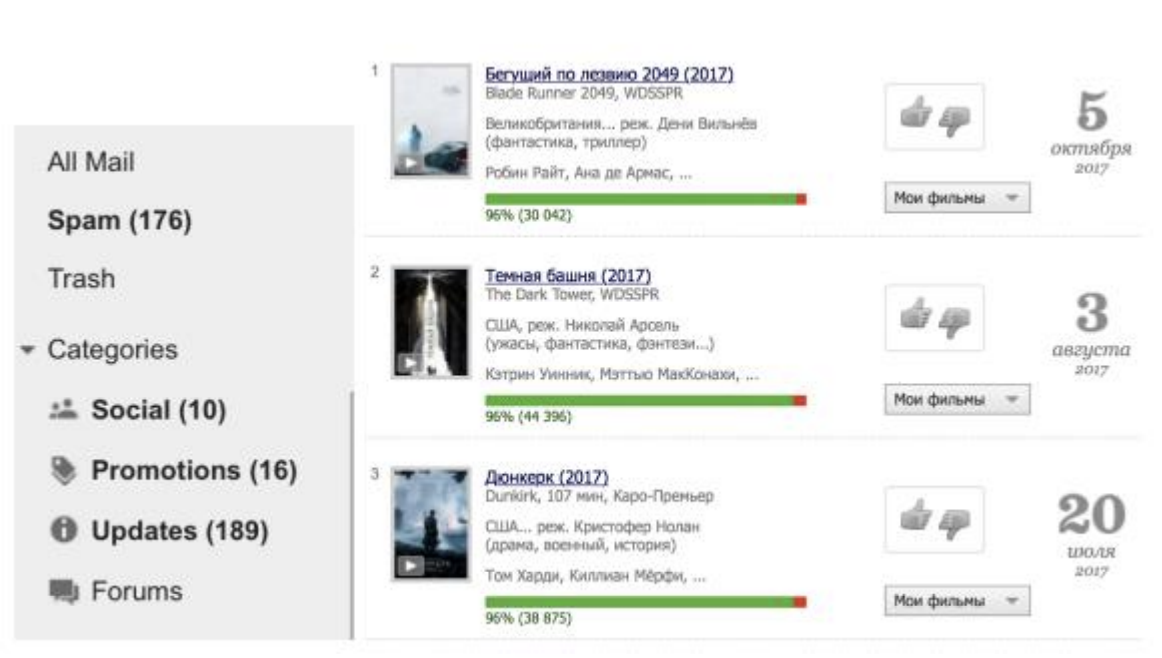 All Mail
Spam (176)
Trash
Categories
Social (10)
Promotions (16)
Updates (189)
Forums
1
Бегущий по лезвию 2049 (2017)
Blade Runner 2049, WDSSPR
Великобритания... реж. Дени Вильнёв
(фантастика, триллер)
Робин Райт, Ана де Армас, ...
96% (30 042)
Мои фильмы
5
октября
2017
2
Темная башня (2017)
The Dark Tower, WDSSPR
США, реж. Николай Арсель
(ужасы, фантастика, фэнтези...)
Кэтрин Уинник, Мэттью МакКонахи, ...
96% (44 396)
Мои фильмы
3
августа
2017
3
Дюнкерк (2017)
Dunkirk, 107 мин, Каро-Премьер
США... реж. Кристофер Нолан
(драма, военный, история)
Том Харди, Киллиан Мёрфи, ...
96% (38 875)
Мои фильмы
20
июля
2017